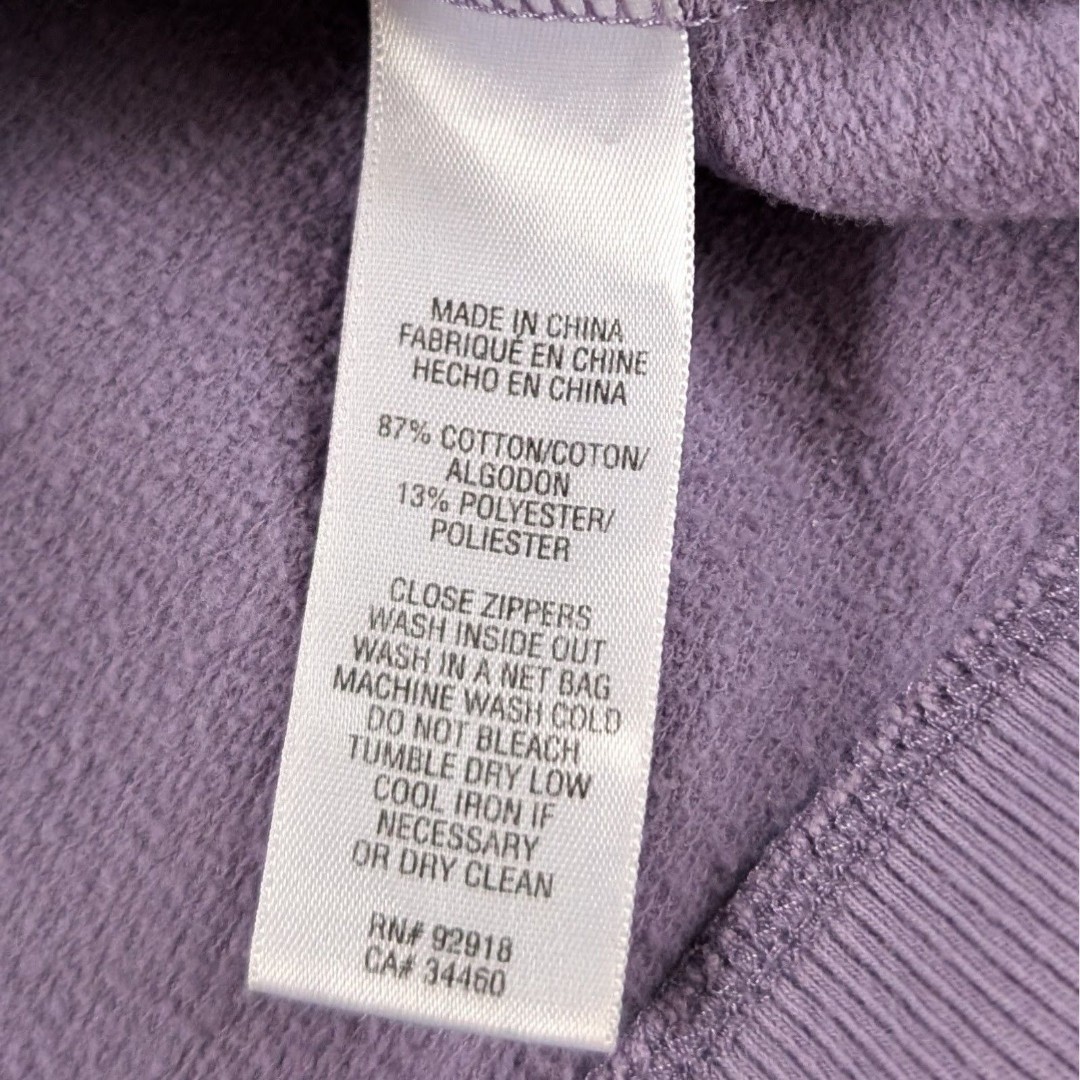 MADE IN CHINA
FABRIQUÉ EN CHINE
HECHO EN CHINA
87% COTTON/COTON/
ALGODON
13% POLYESTER/
POLIESTER
CLOSE ZIPPERS
WASH INSIDE OUT
WASH IN A NET BAG
MACHINE WASH COLD
DO NOT BLEACH
TUMBLE DRY LOW
COOL IRON IF
NECESSARY
OR DRY CLEAN
RN# 92918
CA# 34460